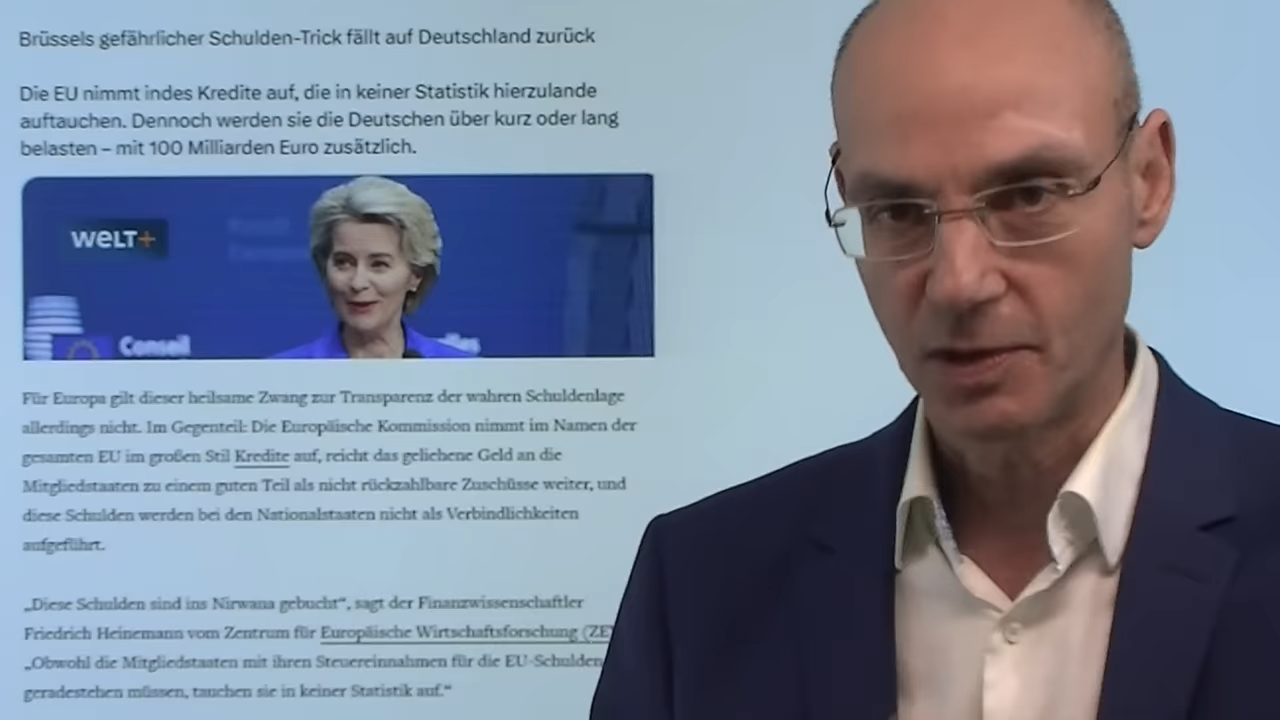 Brüssels gefährlicher Schulden-Trick fällt auf Deutschland zurück
Die EU nimmt indes Kredite auf, die in keiner Statistik hierzulande
auftauchen. Dennoch werden sie die Deutschen über kurz oder lang
belasten – mit 100 Milliarden Euro zusätzlich.
WELT+
Conseil
elles
Für Europa gilt dieser heilsame Zwang zur Transparenz der wahren Schuldenlage
allerdings nicht. Im Gegenteil: Die Europäische Kommission nimmt im Namen der
gesamten EU im großen Stil Kredite auf, reicht das geliehene Geld an die
Mitgliedstaaten zu einem guten Teil als nicht rückzahlbare Zuschüsse weiter, und
diese Schulden werden bei den Nationalstaaten nicht als Verbindlichkeiten
aufgeführt.
„Diese Schulden sind ins Nirwana gebucht“, sagt der Finanzwissenschaftler
Friedrich Heinemann vom Zentrum für Europäische Wirtschaftsforschung (ZE
„Obwohl die Mitgliedstaaten mit ihren Steuereinnahmen für die EU-Schulden
geradestehen müssen, tauchen sie in keiner Statistik auf.“